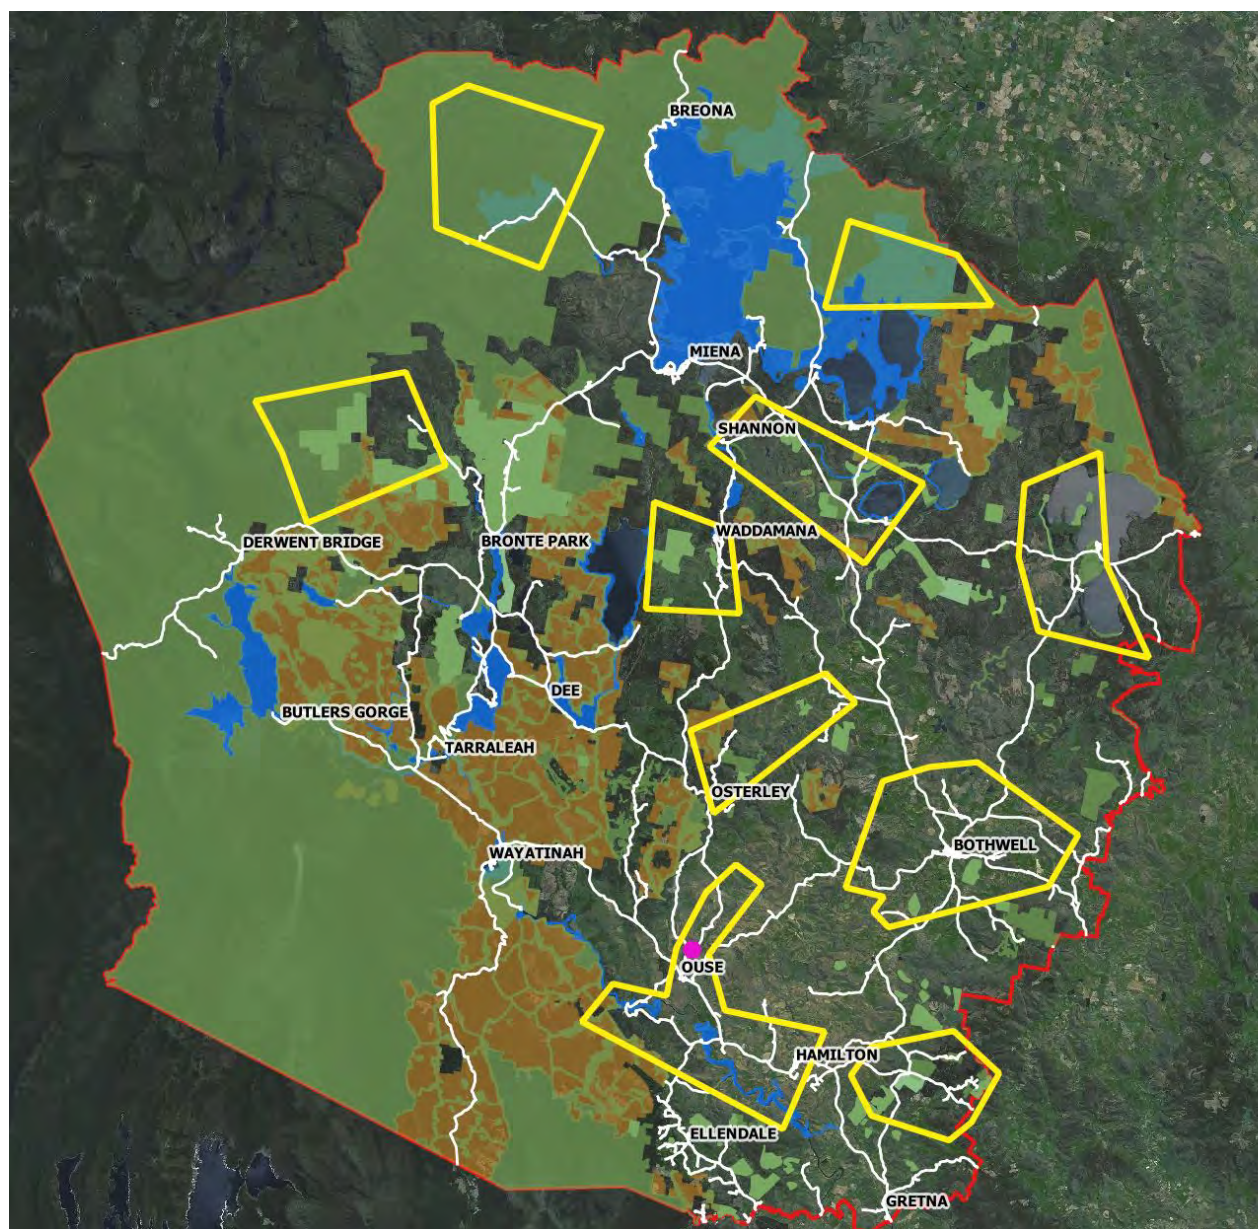 BREONA
MIENA
SHANNON
WADDAMANA
DERWENT BRIDGE
BRONTE PARK
DEE
BUTLERS GORGE
TARRALEAH
OSTERLEY
BOTHWELL
WAYATINAH
OUSE
HAMILTON
ELLENDALE
GRETNA